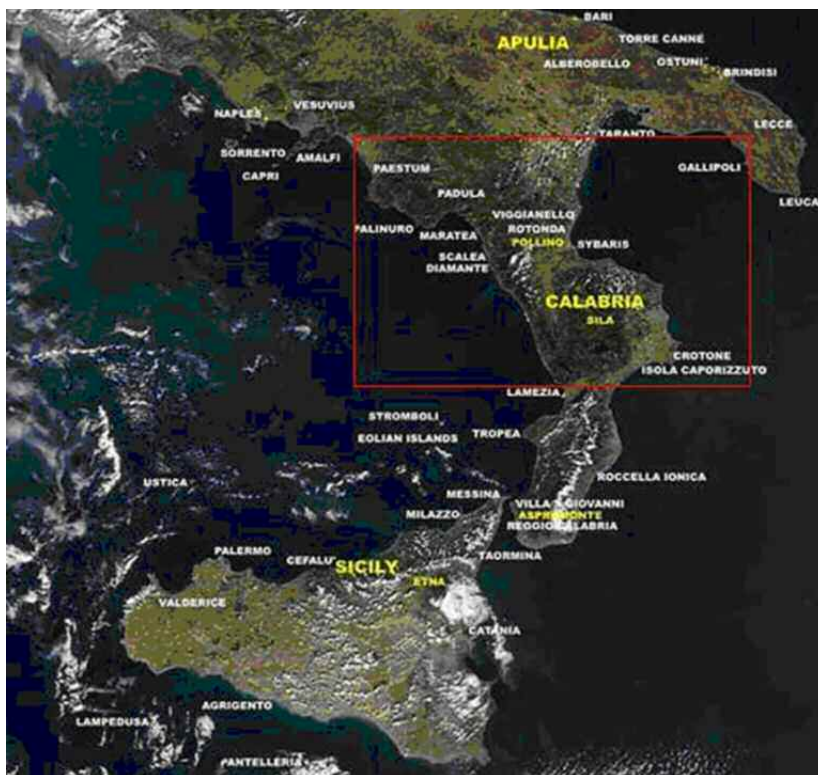 BARI
APULIA
TORRE CANNE
ALBEROBELLO
OSTUNI
BRINDISI
VESUVIUS
NAPLES
LECCE
TARANTO
SORRENTO
AMALFI
CAPRI
PAESTUM
GALLIPOLI
PADULA
LEUCA
VIGGIANELLO
PALINURO
MARATEA
ROTONDA
POLLINO
SYBARIS
SCALEA
DIAMANTE
CALABRIA
SILA
CROTONE
ISOLA CAPORIZZUTO
LAMEZIA
STROMBOLI
EOLIAN ISLANDS
TROPEA
ROCCELLA IONICA
USTICA
MESSINA
VILLA S GIOVANNI
MILAZZO
ASPROMONTE
REGGIO CALABRIA
PALERMO
CEFALU'
SICILY
TAORMINA
ETNA
VALDERICE
CATANIA
AGRIGENTO
LAMPEDUSA
PANTELLERIA